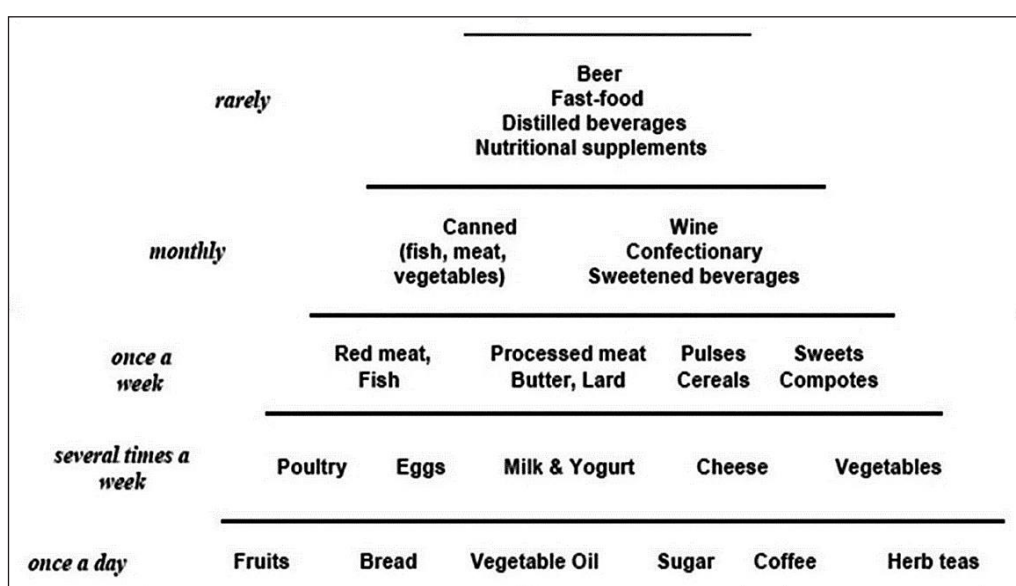 rarely
Beer
Fast-food
Distilled beverages
Nutritional supplements
monthly
Canned
(fish, meat,
vegetables)
Wine
Confectionary
Sweetened beverages
once a
week
Red meat,
Fish
Processed meat
Butter, Lard
Pulses
Cereals
Sweets
Compotes
several times a
week
Poultry Eggs Milk & Yogurt Cheese Vegetables
once a day Fruits Bread Vegetable Oil Sugar Coffee Herb teas